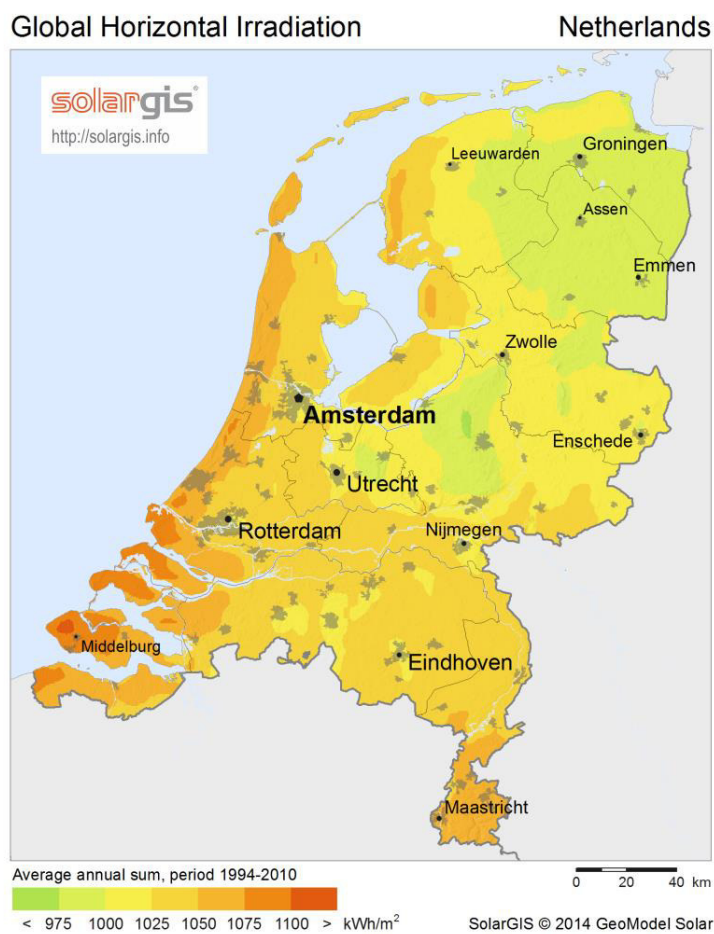 Global Horizontal Irradiation Netherlands
solargis®
http://solargis.info
Leeuwarden
Groningen
Assen
Emmen
Zwolle
Amsterdam
Enschede
Utrecht
Rotterdam
Nijmegen
Middelburg
Eindhoven
Maastricht
Average annual sum, period 1994-2010
0 20 40 km
< 975 1000 1025 1050 1075 1100 > kWh/m²
SolarGIS © 2014 GeoModel Solar